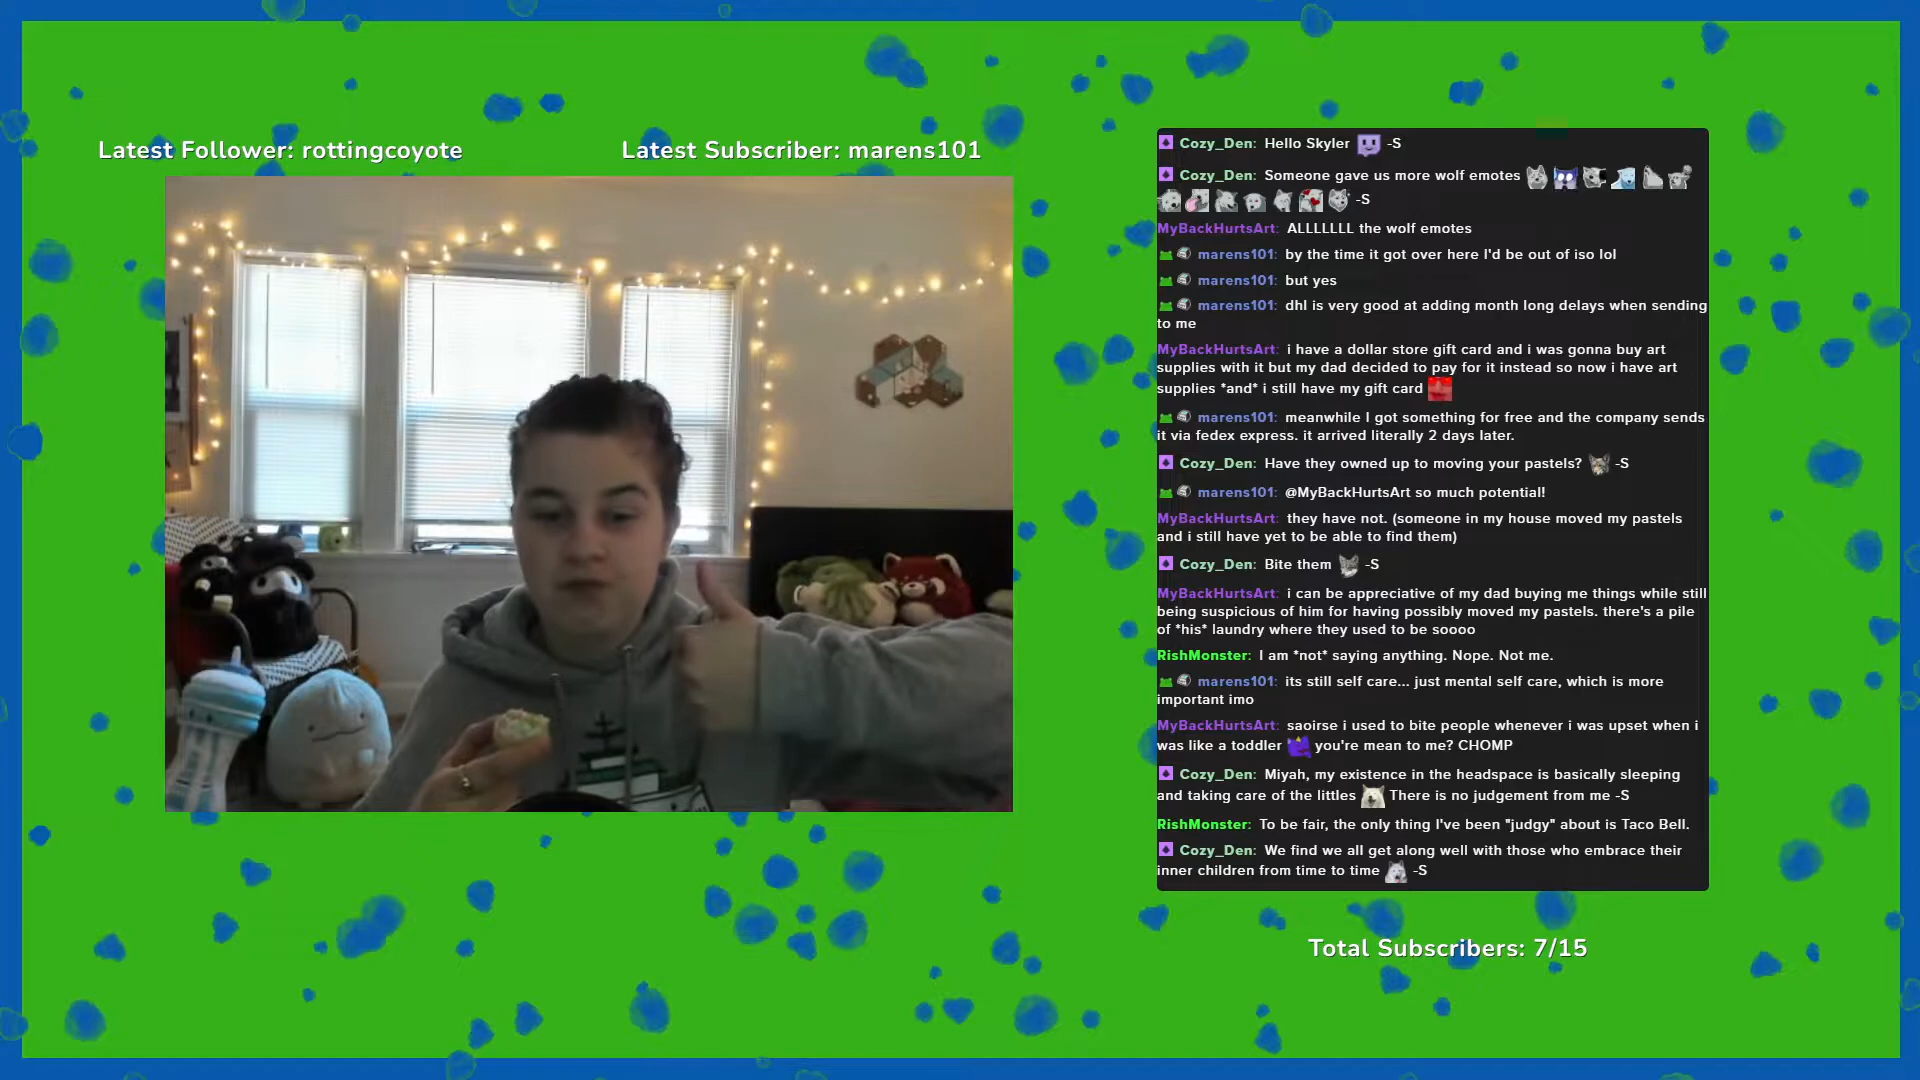 Latest Follower: rottingcoyote
Latest Subscriber: marens101
Cozy_Den: Hello Skyler -S
Cozy_Den: Someone gave us more wolf emotes
-S
MyBackHurtsArt: ALLLLLLL the wolf emotes
marens101: by the time it got over here I'd be out of iso lol
marens101: but yes
marens101: dhl is very good at adding month long delays when sending
to me
MyBackHurtsArt: i have a dollar store gift card and i was gonna buy art
supplies with it but my dad decided to pay for it instead so now i have art
supplies *and* i still have my gift card
marens101: meanwhile I got something for free and the company sends
it via fedex express. it arrived literally 2 days later.
Cozy_Den: Have they owned up to moving your pastels? -S
marens101: @MyBackHurtsArt so much potential!
MyBackHurtsArt: they have not. (someone in my house moved my pastels
and i still have yet to be able to find them)
Cozy_Den: Bite them -S
MyBackHurtsArt: i can be appreciative of my dad buying me things while still
being suspicious of him for having possibly moved my pastels. there's a pile
of *his* laundry where they used to be soooo
RishMonster: I am *not* saying anything. Nope. Not me.
marens101: its still self care... just mental self care, which is more
important imo
MyBackHurtsArt: saoirse i used to bite people whenever i was upset when i
was like a toddler you're mean to me? CHOMP
Cozy_Den: Miyah, my existence in the headspace is basically sleeping
and taking care of the littles There is no judgement from me -S
RishMonster: To be fair, the only thing I've been "judgy" about is Taco Bell.
Cozy_Den: We find we all get along well with those who embrace their
inner children from time to time -S
Total Subscribers: 7/15